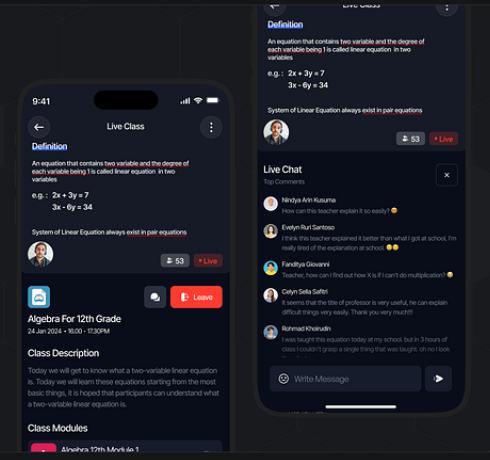 9:41
Live Class
Definition
An equation that contains two variable and the degree of
each variable being 1 is called linear equation in two
variables
e.g. : 2x + 3y = 7
3x - 6y = 34
System of Linear Equation always exist in pair equations
53
Live
Leave
Algebra For 12th Grade
24 Jan 2024 • 16.00 - 17.30PM
Class Description
Today we will get to know what a two-variable linear
equation is. Today we will learn these equations starting from the most
basic things, it is hoped that participants can understand what
a two-variable linear equation is.
Class Modules
Algebra 12th Module 1
Live Class
Definition
An equation that contains two variable and the degree of
each variable being 1 is called linear equation in two
variables
e.g. : 2x + 3y = 7
3x - 6y = 34
System of Linear Equation always exist in pair equations
53
Live
Live Chat
Top Comments
×
Nindya Arin Kusuma
How can this teacher explain it so easily? 😍
Evelyn Ruri Santoso
I think this teacher explained it better than what I got at school, I'm
really tired of the explanation at school. 😄😄
Fanditya Giovanni
Teacher, how can I find out how X is if I can't do multiplication? 😄
Celyn Sella Safitri
It seems that the title of professor is very useful, he can explain
difficult things very easily. Thank you very much!!!
Rohmad Khoirudin
I was taught this equation today at my school, but in 3 hours of
class I couldn't grasp a single thing that was taught. oh no I look
Write Message